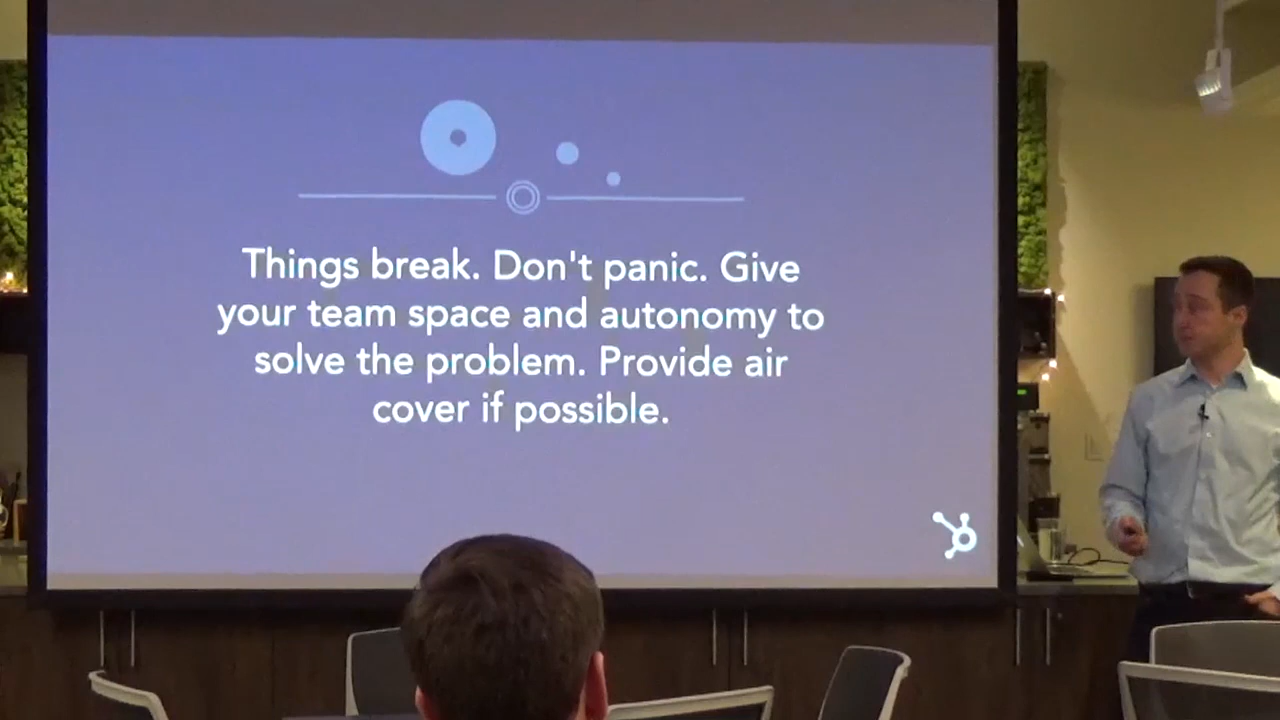 Things break. Don't panic. Give
your team space and autonomy to
solve the problem. Provide air
cover if possible.